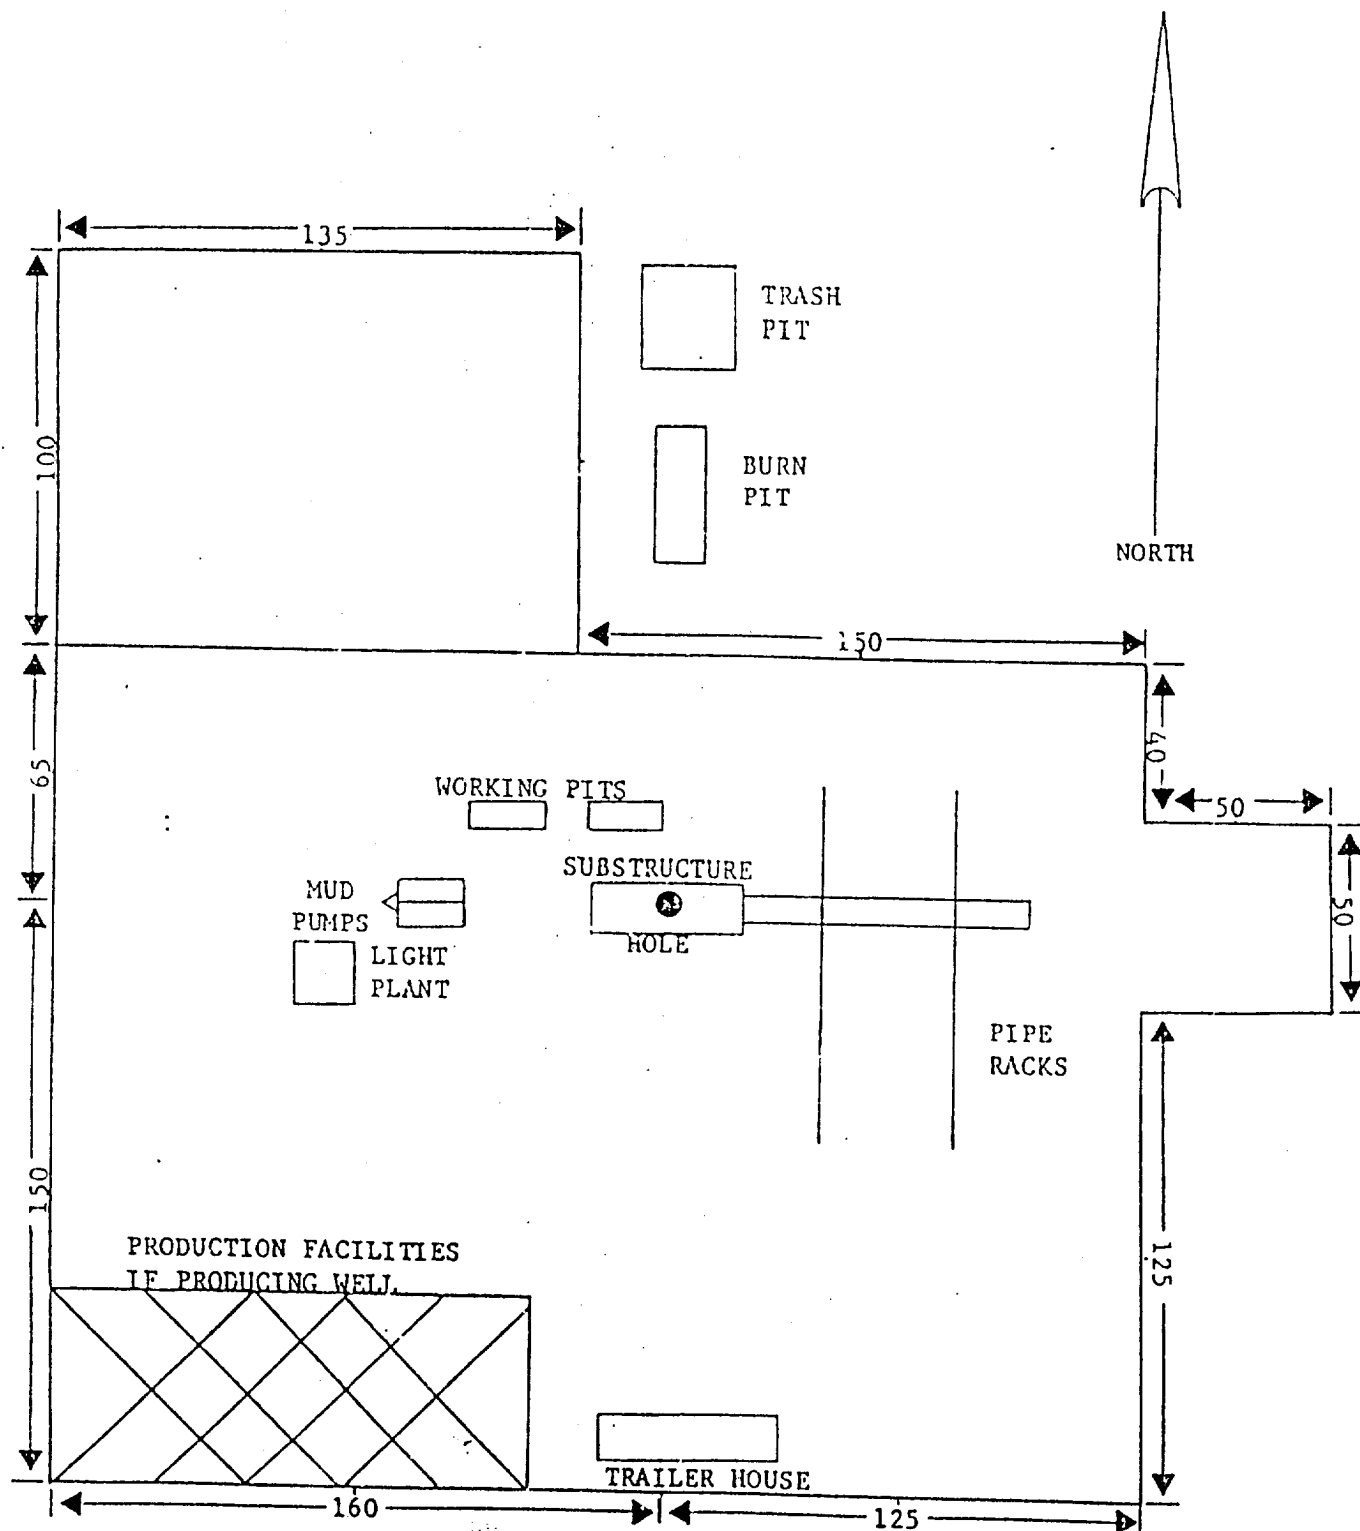 135
TRASH
PIT
100
BURN
PIT
NORTH
150
40
65
WORKING PITS
50
SUBSTRUCTURE
MUD
PUMPS
HOLE
50
LIGHT
PLANT
PIPE
RACKS
150
PRODUCTION FACILITIES
IF PRODUCING WELL
125
TRAILER HOUSE
160
125